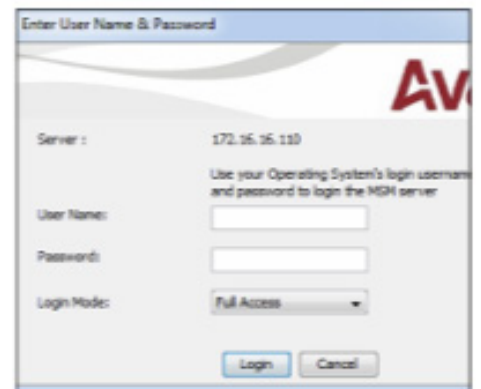 Enter User Name & Password
Server : 172.16.16.110
Use your Operating System's login username
and password to login the MSM server
User Name:
Password:
Login Mode: Full Access
Login Cancel